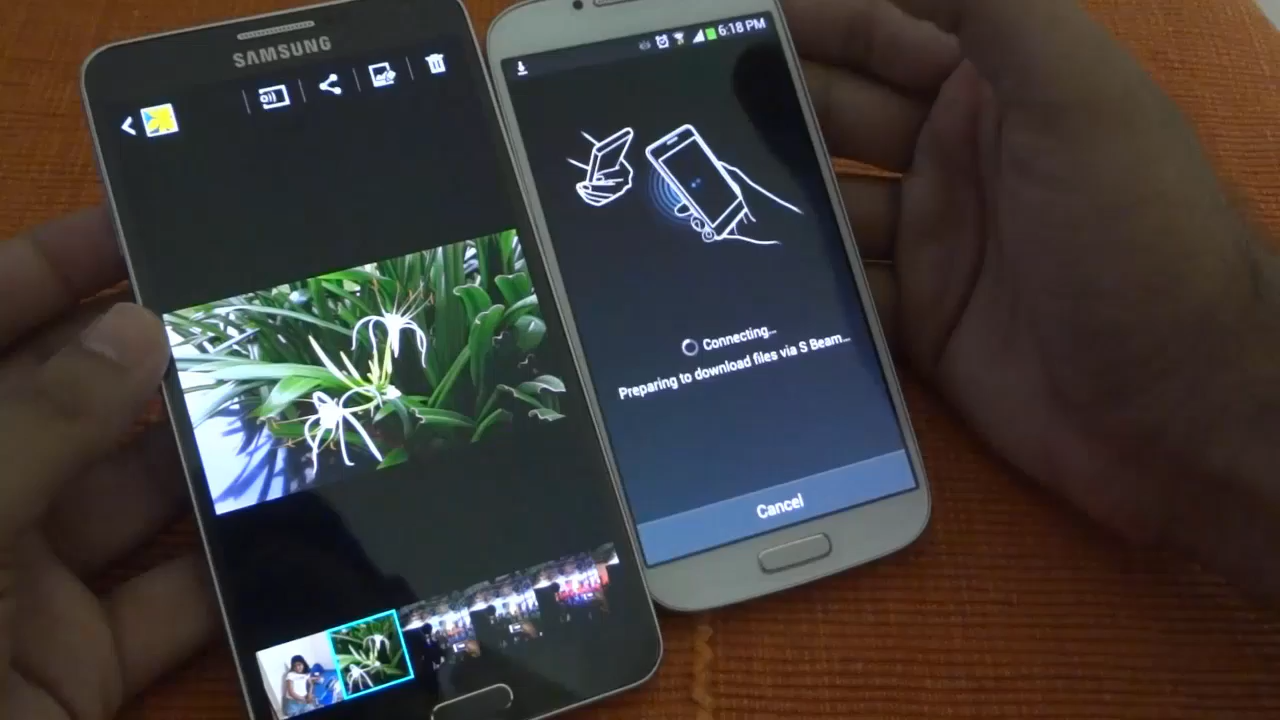 SAMSUNG
6:18 PM
Connecting...
Preparing to download files via S Beam...
Cancel